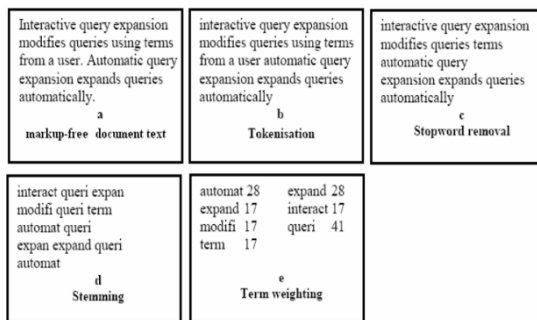 Interactive query expansion
modifies queries using terms
from a user. Automatic query
expansion expands queries
automatically.
a
markup-free document text
interactive query expansion
modifies queries using terms
from a user automatic query
expansion expands queries
automatically
b
Tokenisation
interactive query expansion
modifies queries terms
automatic query
expansion expands queries
automatically
c
Stopword removal
interact queri expan
modifi queri term
automat queri
expan expand queri
automat
d
Stemming
automat 28 expand 28
expand 17 interact 17
modifi 17 queri 41
term 17
e
Term weighting